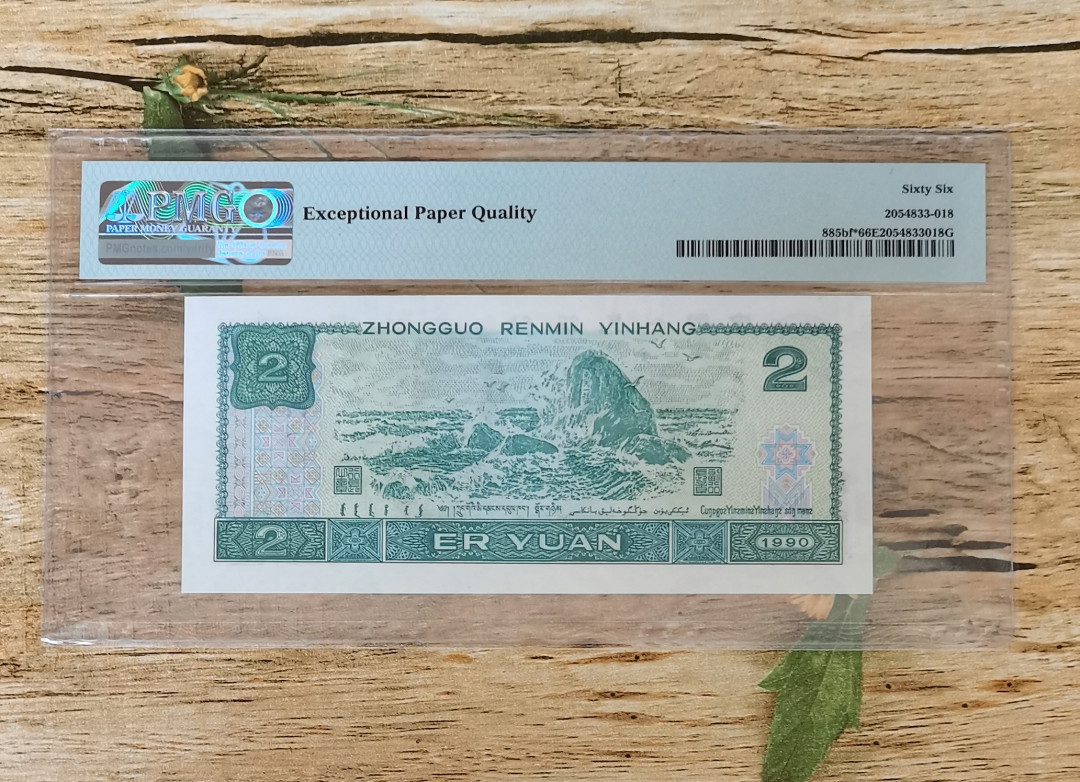 PMG
PAPER MONEY GUARANTY
Exceptional Paper Quality
Sixty Six
2054833-018
885bf*66E2054833018G
ZHONGGUO RENMIN YINHANG
2
2
2
ER YUAN
1990